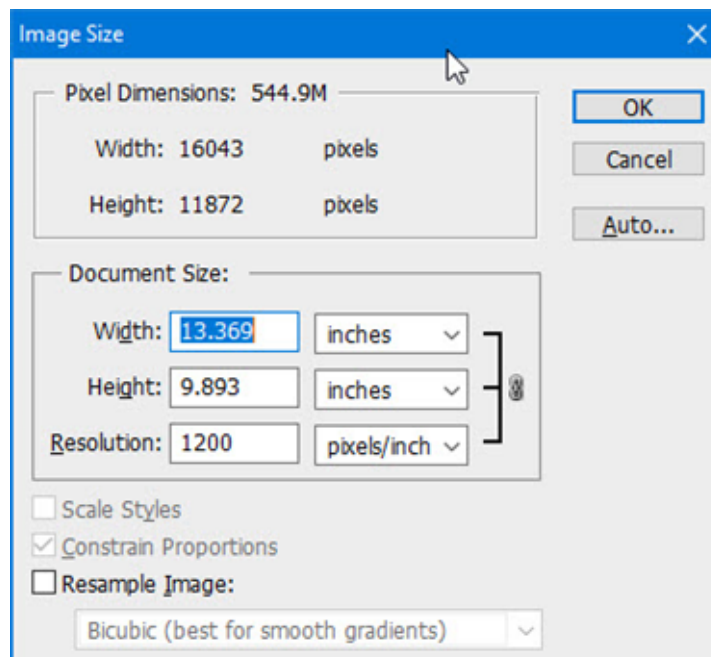 Image Size
Pixel Dimensions: 544.9M
Width: 16043 pixels
Height: 11872 pixels
OK
Cancel
Auto...
Document Size:
Width: 13.369 inches
Height: 9.893 inches
Resolution: 1200 pixels/inch
Scale Styles
Constrain Proportions
Resample Image:
Bicubic (best for smooth gradients)